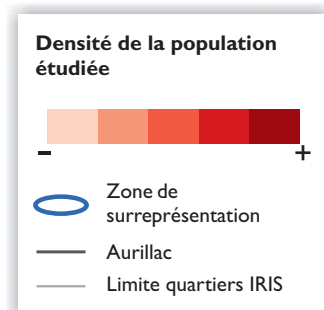 Densité de la population
étudiée
- +
Zone de
surreprésentation
Aurillac
Limite quartiers IRIS